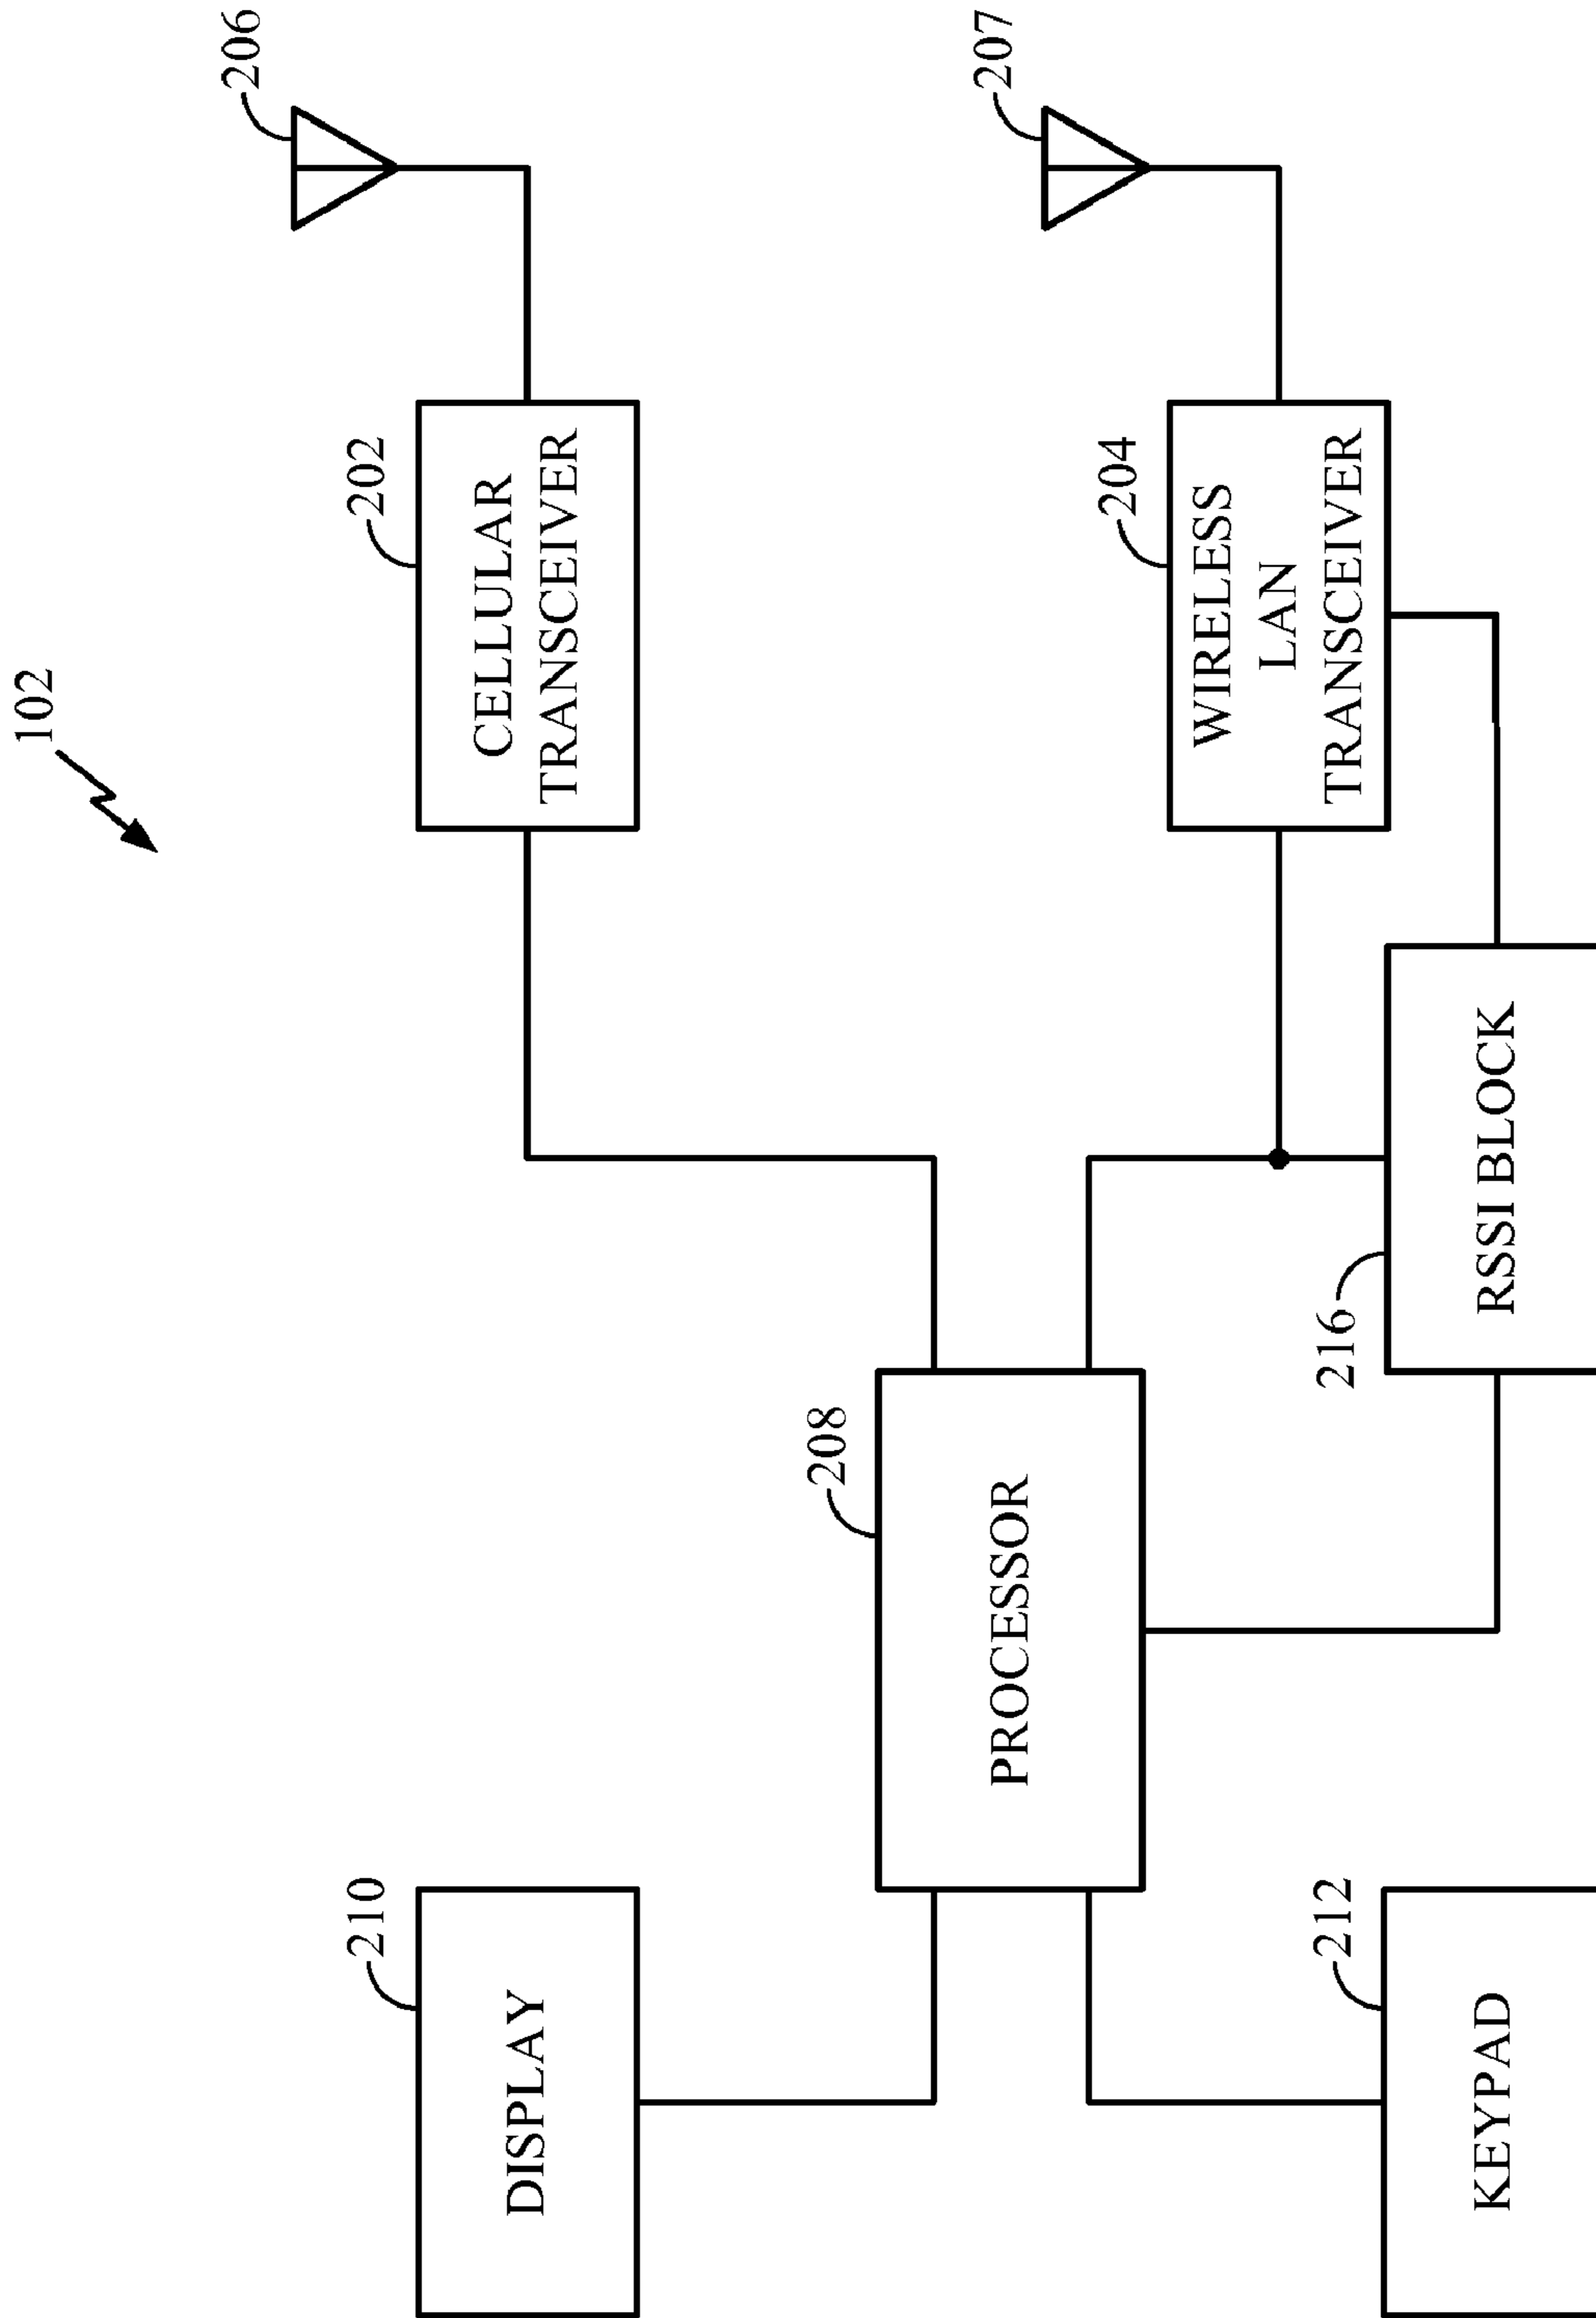 102
206
202
CELLULAR
TRANSCEIVER
210
DISPLAY
208
PROCESSOR
207
204
WIRELESS
LAN
TRANSCEIVER
216
RSSI BLOCK
212
KEYPAD